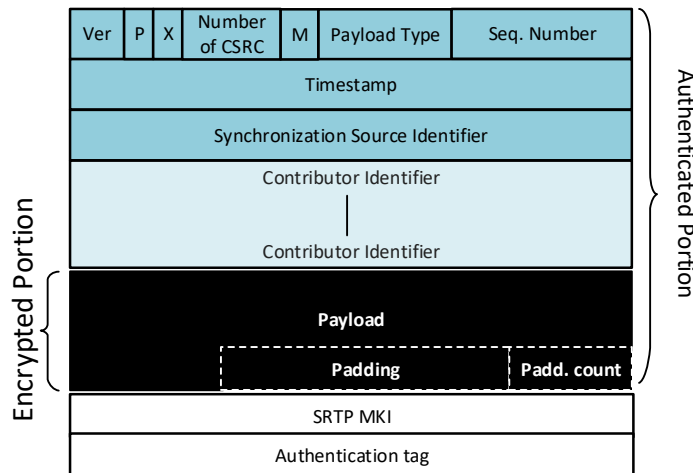 Ver P X Number of CSRC M Payload Type Seq. Number
Timestamp
Synchronization Source Identifier
Contributor Identifier
Contributor Identifier
Payload
Padding Padd. count
SRTP MKI
Authentication tag
Encrypted Portion
Authenticated Portion